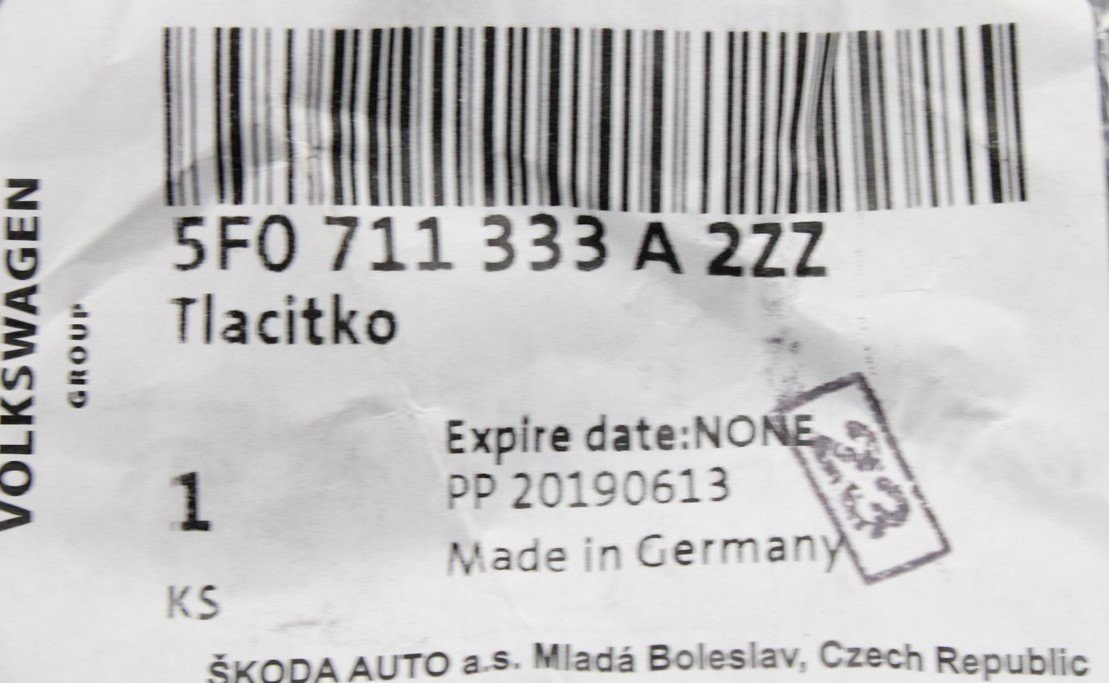 VOLKSWAGEN
GROUP
5F0 711 333 A 2ZZ
Tlacitko
Expire date:NONE
1
PP 20190613
Made in Germany
KS
ŠKODA AUTO a.s. Mladá Boleslav, Czech Republic